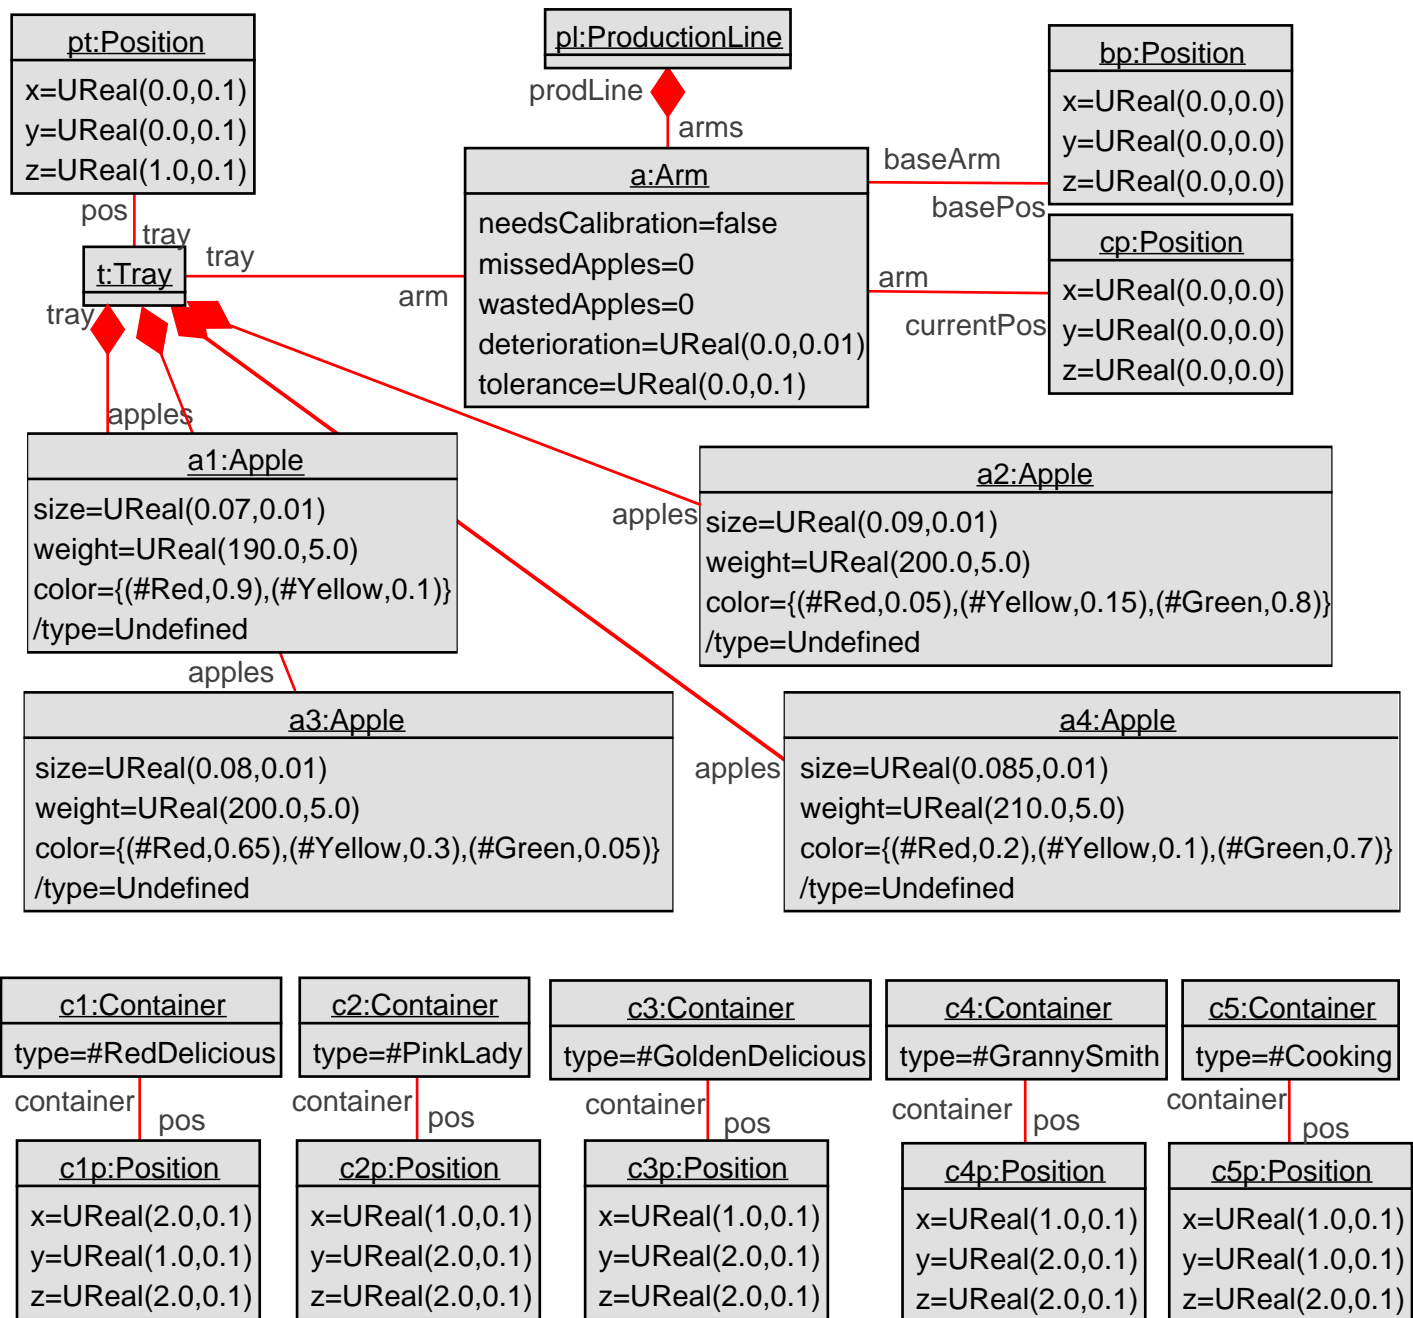 pt:Position
x=UReal(0.0,0.1)
y=UReal(0.0,0.1)
z=UReal(1.0,0.1)
pos
tray
t:Tray
tray
arm
tray
pl:ProductionLine
prodLine
arms
a:Arm
needsCalibration=false
missedApples=0
wastedApples=0
deterioration=UReal(0.0,0.01)
tolerance=UReal(0.0,0.1)
baseArm
basePos
bp:Position
x=UReal(0.0,0.0)
y=UReal(0.0,0.0)
z=UReal(0.0,0.0)
arm
currentPos
cp:Position
x=UReal(0.0,0.0)
y=UReal(0.0,0.0)
z=UReal(0.0,0.0)
apples
a1:Apple
size=UReal(0.07,0.01)
weight=UReal(190.0,5.0)
color={(#Red,0.9),(#Yellow,0.1)}
/type=Undefined
apples
a2:Apple
size=UReal(0.09,0.01)
weight=UReal(200.0,5.0)
color={(#Red,0.05),(#Yellow,0.15),(#Green,0.8)}
/type=Undefined
apples
a3:Apple
size=UReal(0.08,0.01)
weight=UReal(200.0,5.0)
color={(#Red,0.65),(#Yellow,0.3),(#Green,0.05)}
/type=Undefined
apples
a4:Apple
size=UReal(0.085,0.01)
weight=UReal(210.0,5.0)
color={(#Red,0.2),(#Yellow,0.1),(#Green,0.7)}
/type=Undefined
c1:Container
type=#RedDelicious
container
pos
c1p:Position
x=UReal(2.0,0.1)
y=UReal(1.0,0.1)
z=UReal(2.0,0.1)
c2:Container
type=#PinkLady
container
pos
c2p:Position
x=UReal(1.0,0.1)
y=UReal(2.0,0.1)
z=UReal(2.0,0.1)
c3:Container
type=#GoldenDelicious
container
pos
c3p:Position
x=UReal(1.0,0.1)
y=UReal(2.0,0.1)
z=UReal(2.0,0.1)
c4:Container
type=#GrannySmith
container
pos
c4p:Position
x=UReal(1.0,0.1)
y=UReal(2.0,0.1)
z=UReal(2.0,0.1)
c5:Container
type=#Cooking
container
pos
c5p:Position
x=UReal(1.0,0.1)
y=UReal(1.0,0.1)
z=UReal(2.0,0.1)